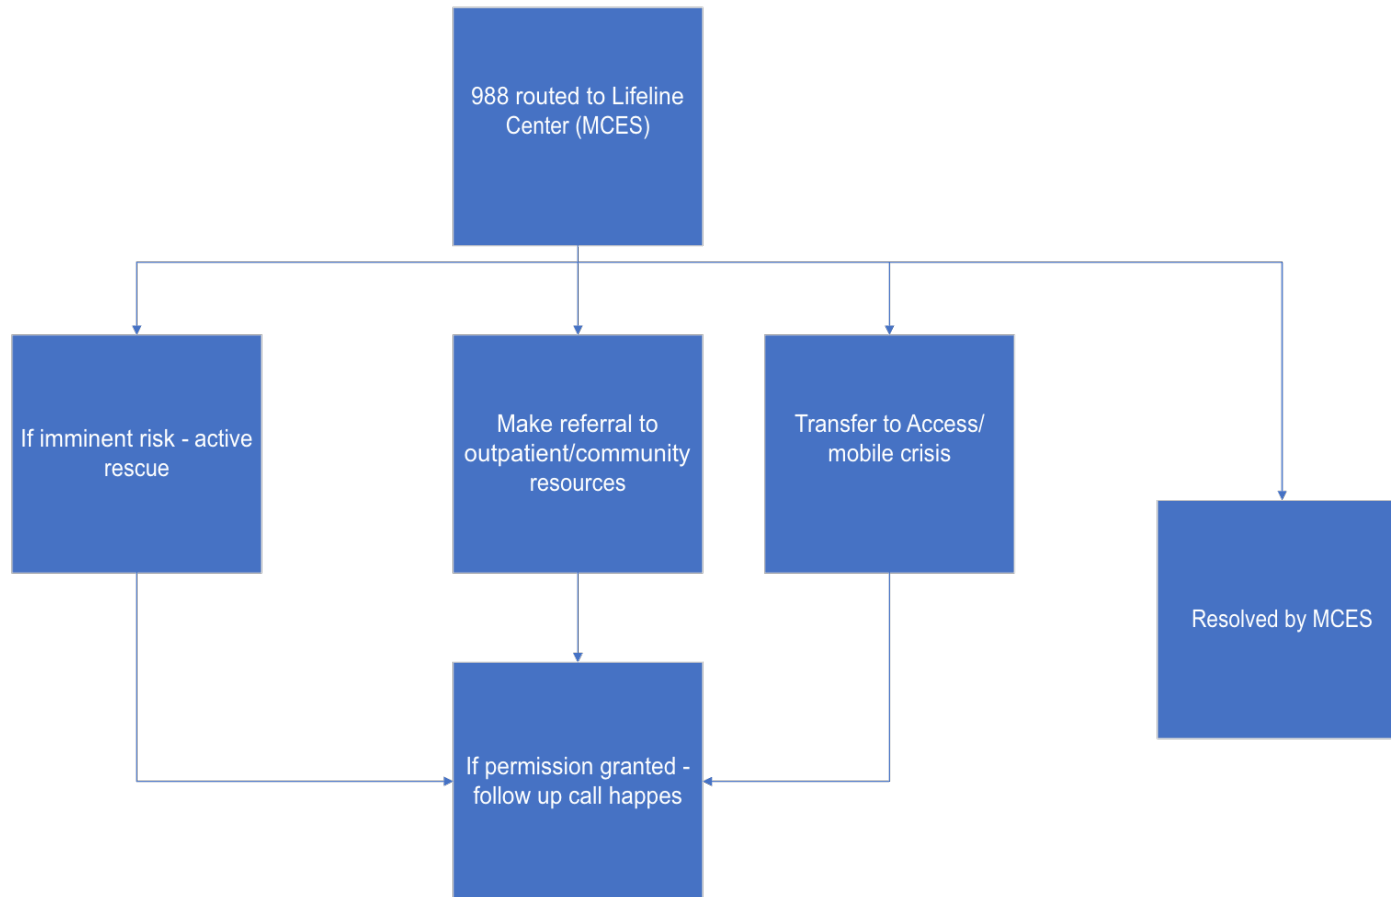 988 routed to Lifeline
Center (MCES)
If imminent risk - active
rescue
Make referral to
outpatient/community
resources
Transfer to Access/
mobile crisis
Resolved by MCES
If permission granted -
follow up call happes